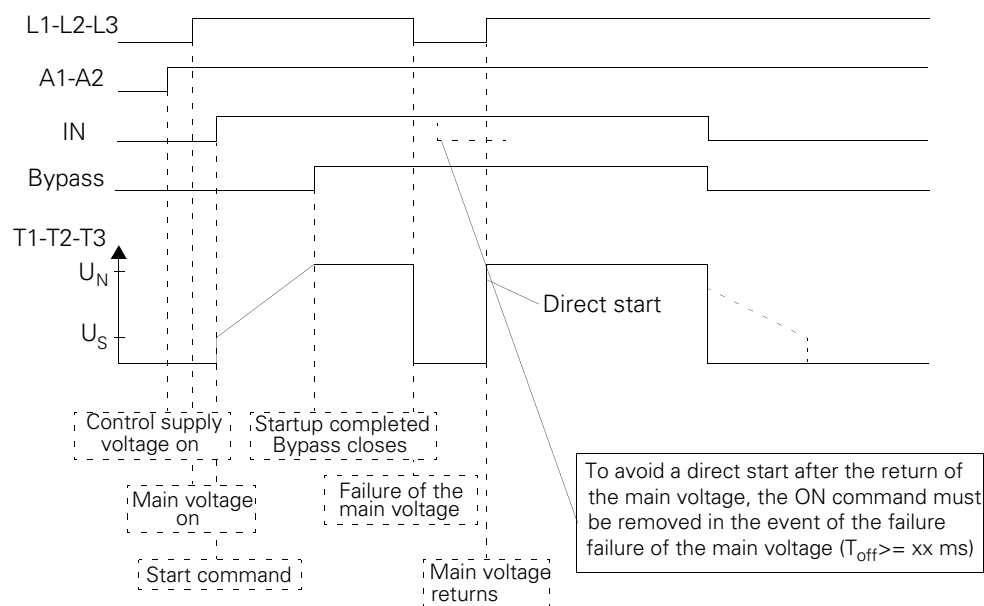 L1-L2-L3
A1-A2
IN
Bypass
T1-T2-T3
UN
US
Direct start
Control supply
voltage on
Startup completed
Bypass closes
Main voltage
on
Failure of the
main voltage
Start command
Main voltage
returns
To avoid a direct start after the return of
the main voltage, the ON command must
be removed in the event of the failure
failure of the main voltage (Toff>= xx ms)